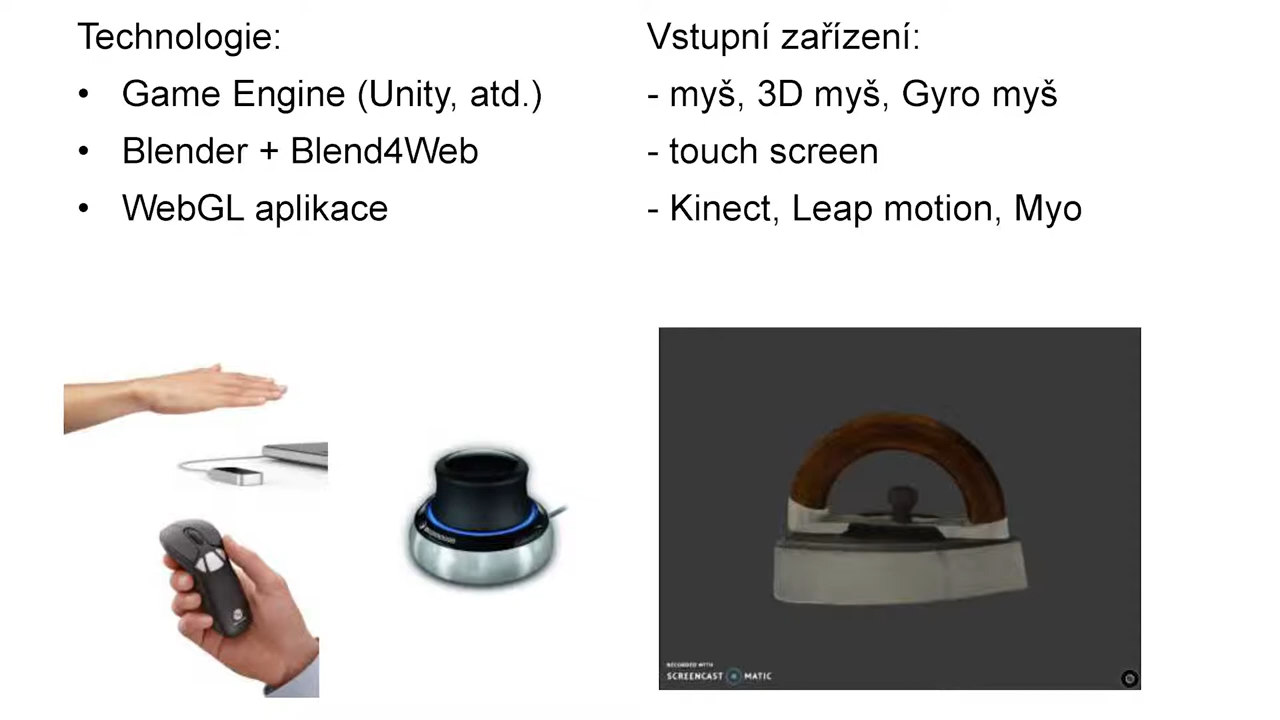 Technologie:
• Game Engine (Unity, atd.)
• Blender + Blend4Web
• WebGL aplikace
Vstupní zařízení:
- myš, 3D myš, Gyro myš
- touch screen
- Kinect, Leap motion, Myo
RECORDED WITH
SCREENCAST MATIC